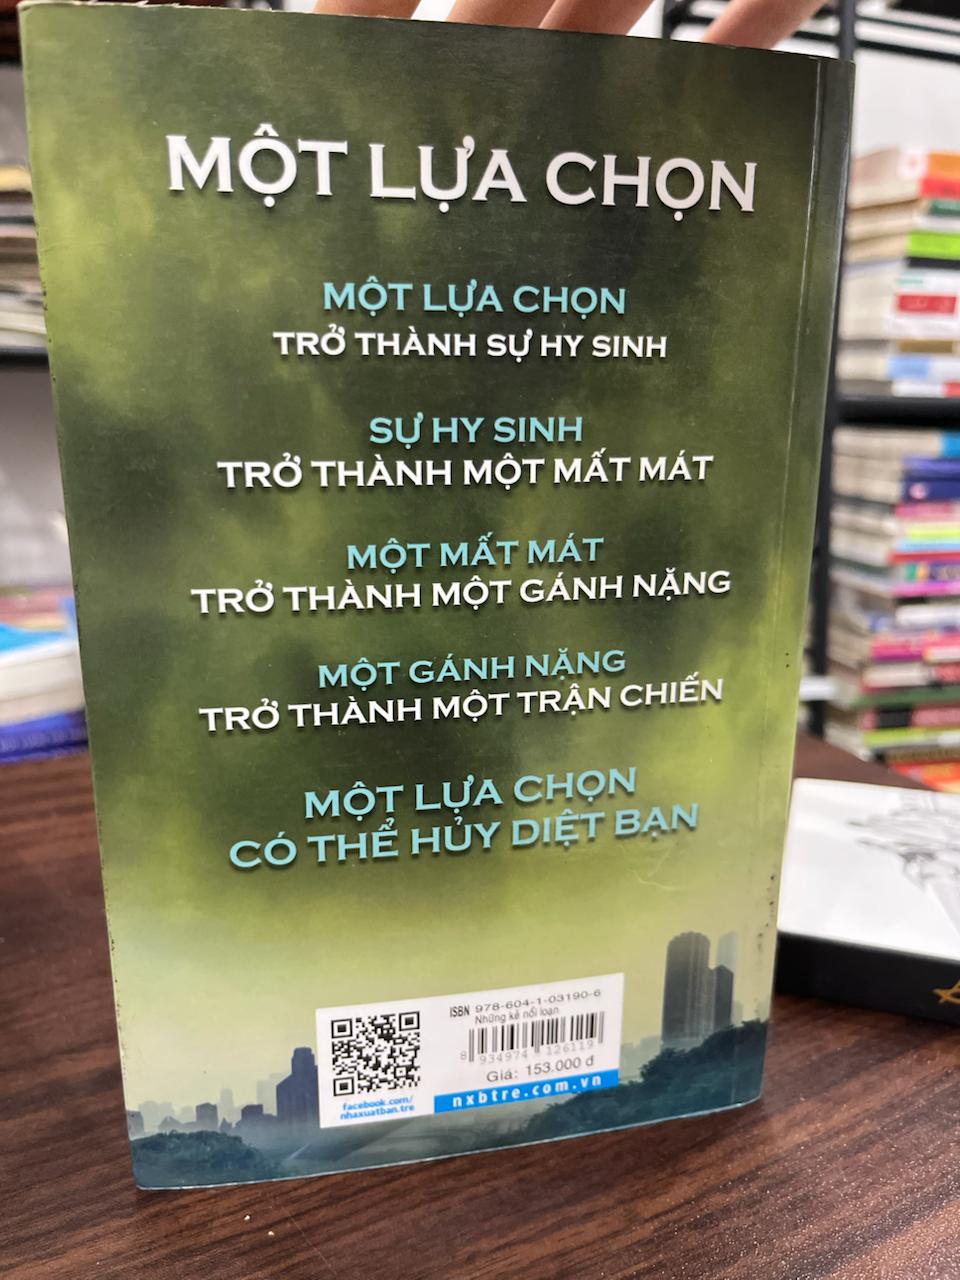 MỘT LỰA CHỌN
MỘT LỰA CHỌN
TRỞ THÀNH SỰ HY SINH
SỰ HY SINH
TRỞ THÀNH MỘT MẤT MÁT
MỘT MẤT MÁT
TRỞ THÀNH MỘT GÁNH NẶNG
MỘT GÁNH NẶNG
TRỞ THÀNH MỘT TRẬN CHIẾN
MỘT LỰA CHỌN
CÓ THỂ HỦY DIỆT BẠN
ISBN 978-604-1-03190-6
Những kẻ nổi loạn
8 934974 126119
Giá: 153.000 đ
facebook.com/
nhaxuatban.tre
nxbtre.com.vn